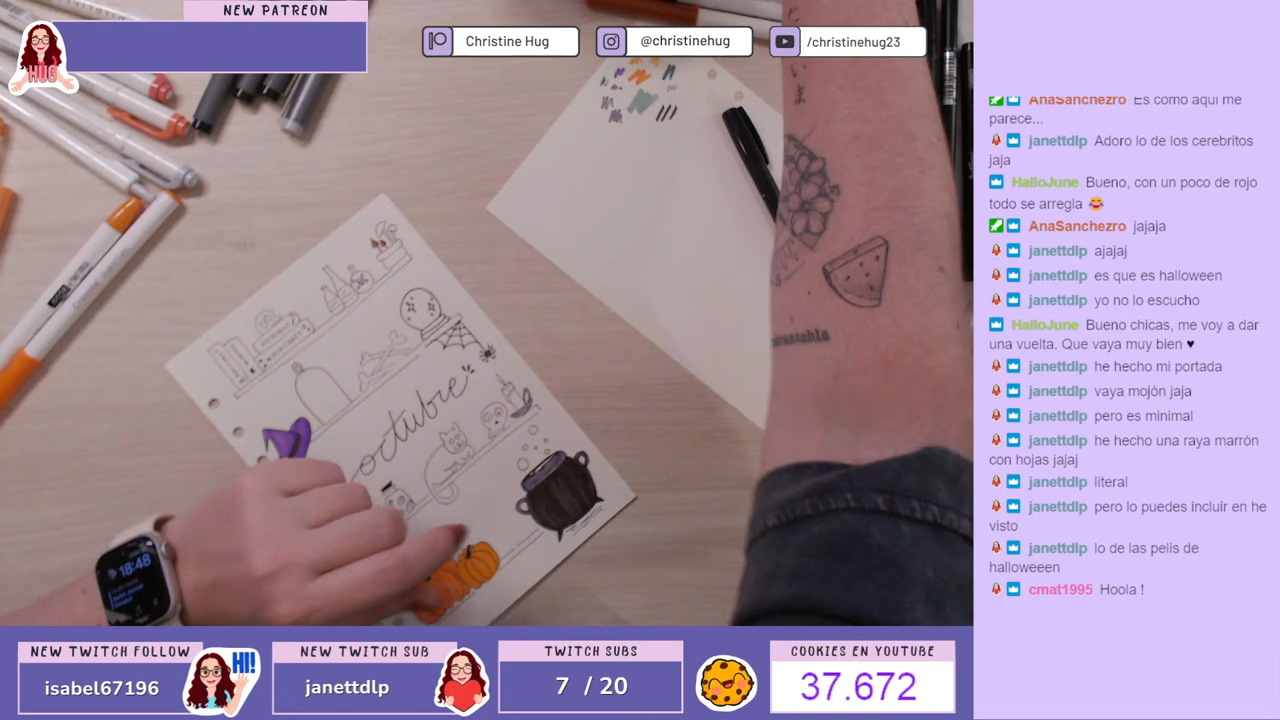 NEW PATREON
HUG
Christine Hug
@christinehug
/christinehug23
AnaSanchezro Es como aqui me
parece...
janettdlp Adoro lo de los cerebritos
jaja
HalloJune Bueno, con un poco de rojo
todo se arregla 😂
AnaSanchezro jajaja
janettdlp ajajaj
janettdlp es que es halloween
janettdlp yo no lo escucho
HalloJune Bueno chicas, me voy a dar
una vuelta. Que vaya muy bien ♥
janettdlp he hecho mi portada
janettdlp vaya mojón jaja
janettdlp pero es minimal
janettdlp he hecho una raya marrón
con hojas jajaj
janettdlp literal
janettdlp pero lo puedes incluir en he
visto
janettdlp lo de las pelis de
halloweeen
cmat1995 Hoola !
octubre
18:48
NEW TWITCH FOLLOW
isabel67196
HI!
NEW TWITCH SUB
janettdlp
TWITCH SUBS
7 / 20
COOKIES EN YOUTUBE
37.672